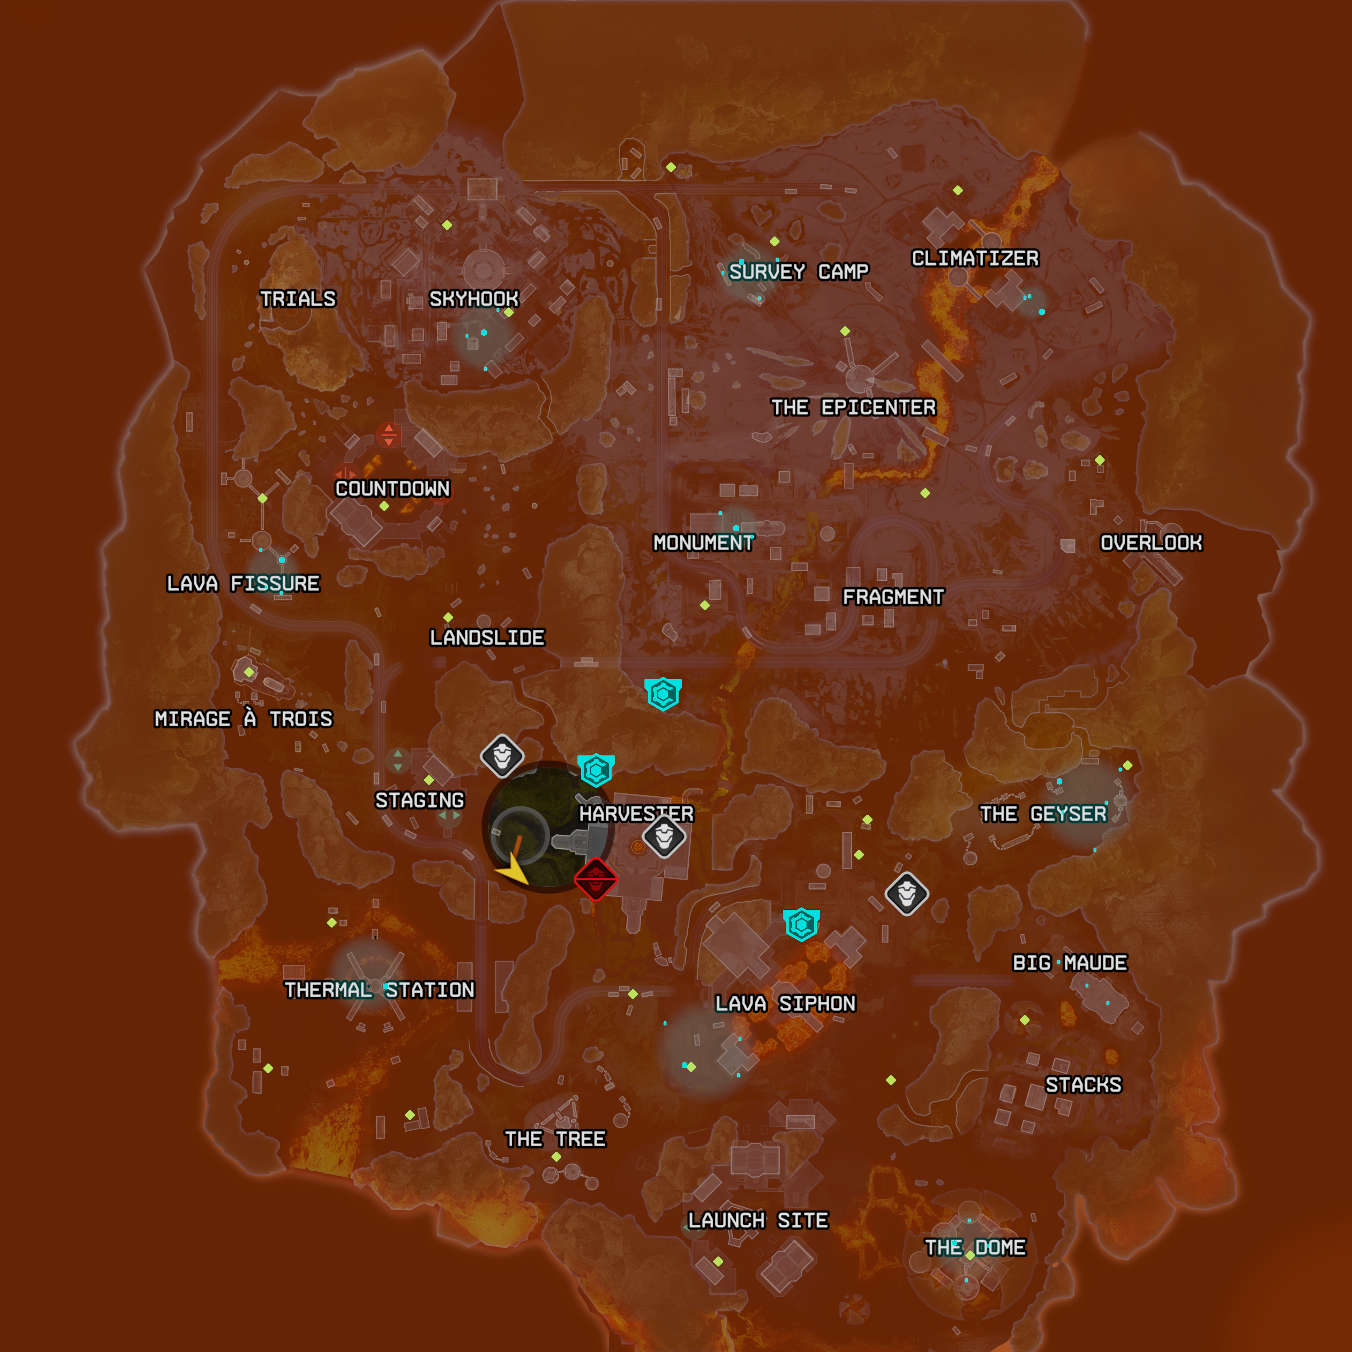 CLIMATIZER
SURVEY CAMP
TRIALS
SKYHOOK
THE EPICENTER
COUNTDOWN
MONUMENT
OVERLOOK
LAVA FISSURE
FRAGMENT
LANDSLIDE
MIRAGE À TROIS
STAGING
HARVESTER
THE GEYSER
BIG MAUDE
THERMAL STATION
LAVA SIPHON
STACKS
THE TREE
LAUNCH SITE
THE DOME